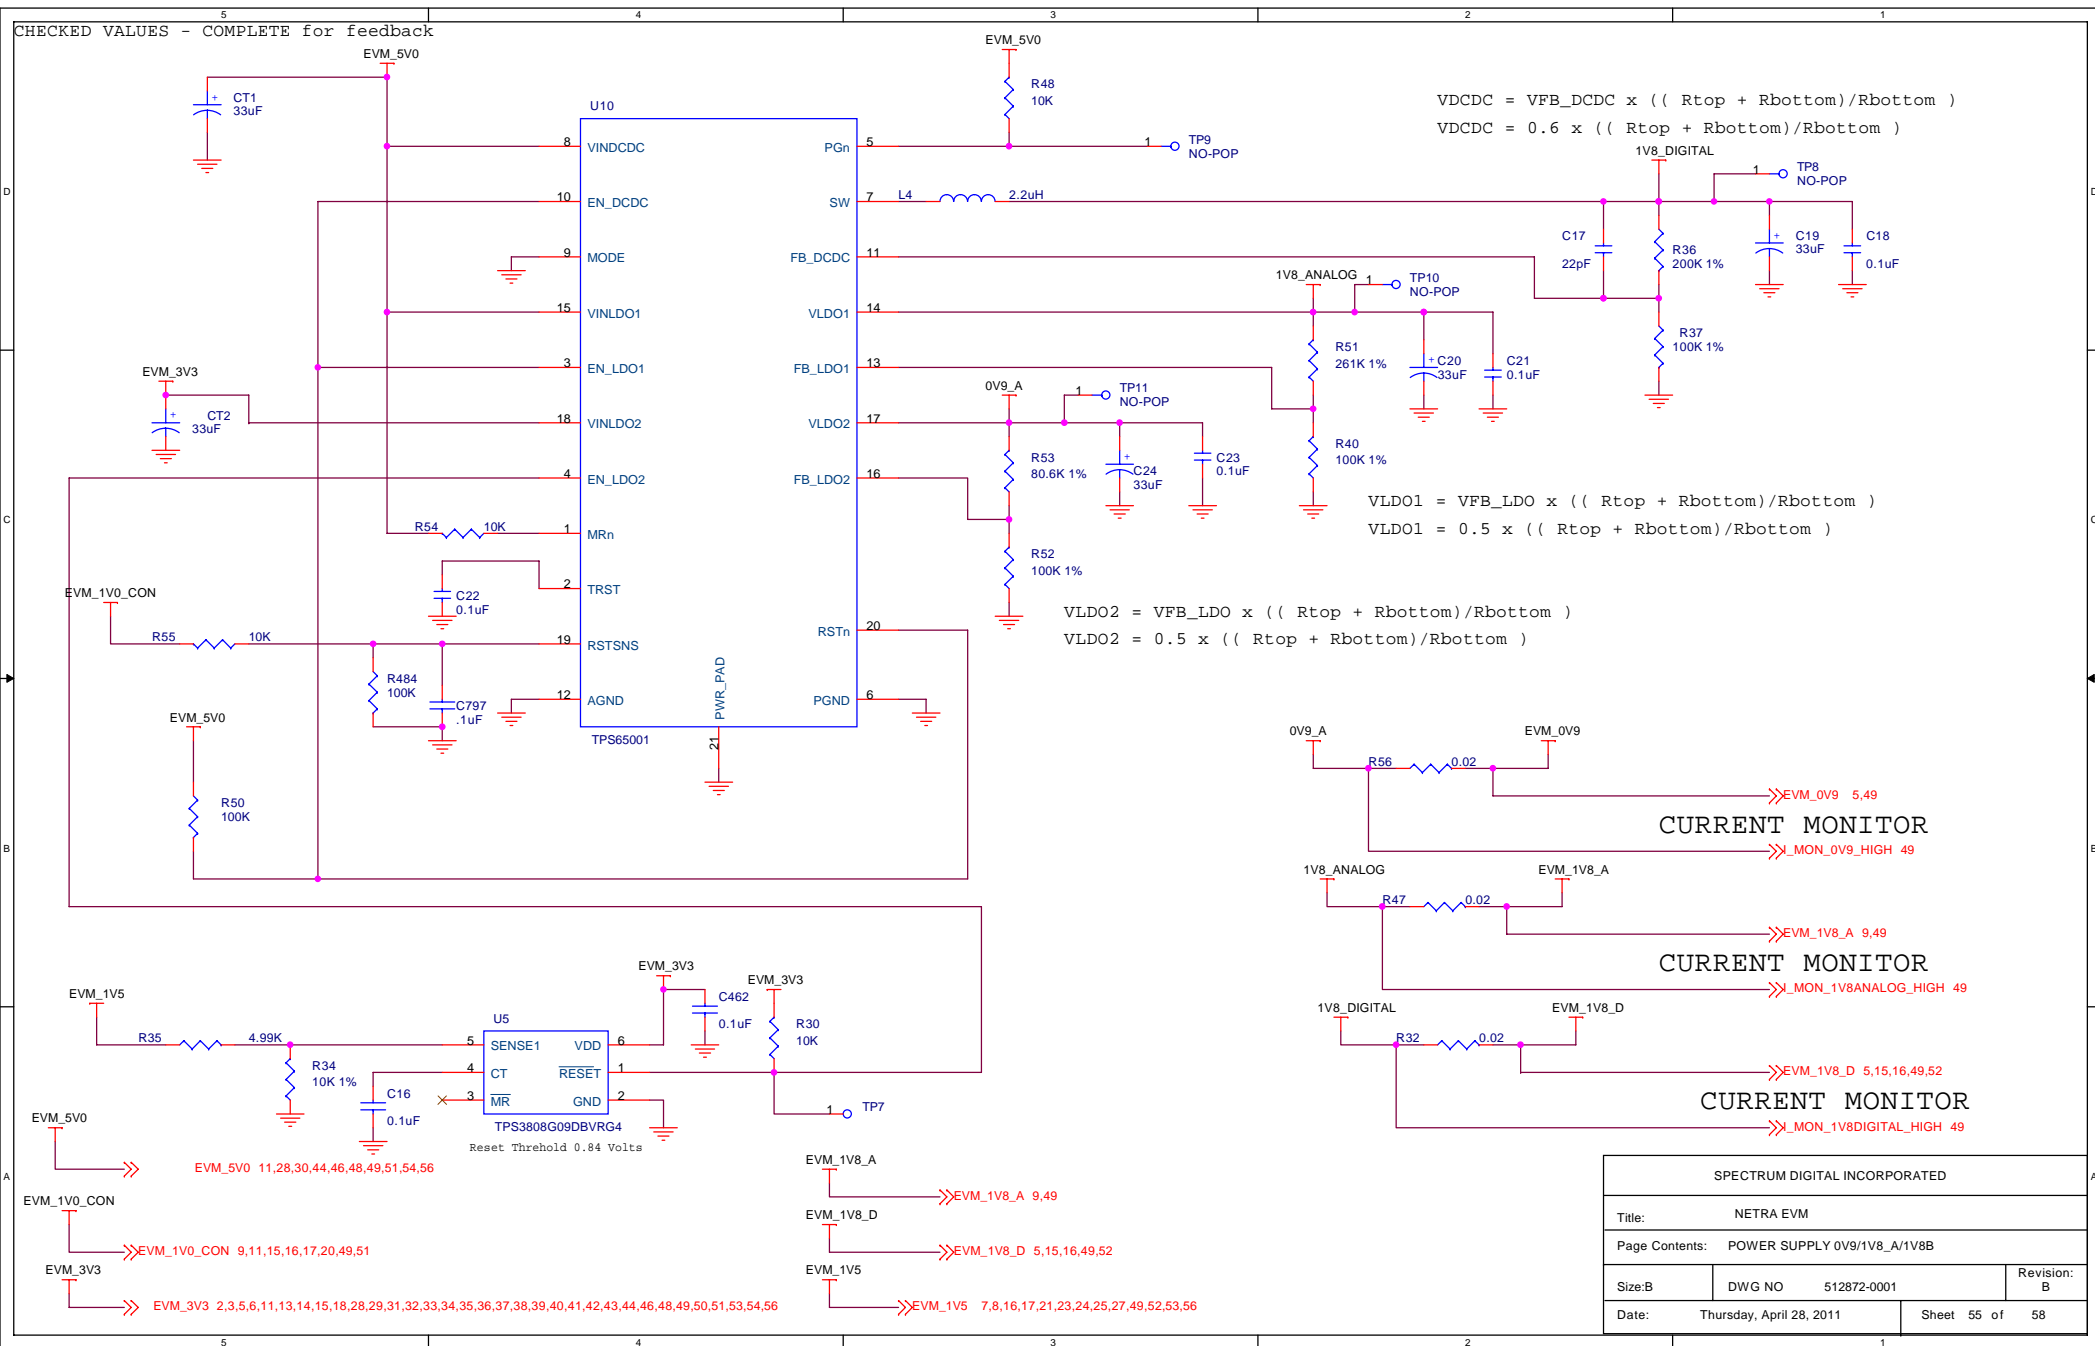 5 4 3 2 1
CHECKED VALUES - COMPLETE for feedback
EVM_5V0
CT1
33uF
U10
EVM_5V0
R48
10K
VDCDC = VFB_DCDC x (( Rtop + Rbottom)/Rbottom )
VDCDC = 0.6 x (( Rtop + Rbottom)/Rbottom )
8 VINDCDC
PGn 5
1 TP9
NO-POP
1V8_DIGITAL
1 TP8
NO-POP
D
D
10 EN_DCDC
SW 7
L4 2.2uH
9 MODE
FB_DCDC 11
C17
22pF
R36
200K 1%
C19
33uF
C18
0.1uF
1V8_ANALOG
1 TP10
NO-POP
15 VINLDO1
VLDO1 14
R37
100K 1%
R51
261K 1%
C20
33uF
C21
0.1uF
3 EN_LDO1
FB_LDO1 13
EVM_3V3
CT2
33uF
0V9_A
1 TP11
NO-POP
18 VINLDO2
VLDO2 17
R40
100K 1%
R53
80.6K 1%
C24
33uF
C23
0.1uF
4 EN_LDO2
FB_LDO2 16
VLDO1 = VFB_LDO x (( Rtop + Rbottom)/Rbottom )
VLDO1 = 0.5 x (( Rtop + Rbottom)/Rbottom )
C
C
R54 10K
1 MRn
R52
100K 1%
2 TRST
C22
0.1uF
EVM_1V0_CON
VLDO2 = VFB_LDO x (( Rtop + Rbottom)/Rbottom )
VLDO2 = 0.5 x (( Rtop + Rbottom)/Rbottom )
R55 10K
19 RSTSNS
RSTn 20
R484
100K
C797
.1uF
12 AGND
PWR_PAD
PGND 6
21
TPS65001
EVM_5V0
R50
100K
0V9_A EVM_0V9
R56 0.02
EVM_0V9 5,49
CURRENT MONITOR
I_MON_0V9_HIGH 49
B
B
1V8_ANALOG EVM_1V8_A
R47 0.02
EVM_1V8_A 9,49
CURRENT MONITOR
I_MON_1V8ANALOG_HIGH 49
1V8_DIGITAL EVM_1V8_D
R32 0.02
EVM_1V8_D 5,15,16,49,52
CURRENT MONITOR
I_MON_1V8DIGITAL_HIGH 49
EVM_3V3
EVM_3V3
EVM_1V5
C462
0.1uF
R30
10K
R35 4.99K
U5
5 SENSE1 VDD 6
R34
10K 1%
4 CT RESET 1
C16
0.1uF
3 MR GND 2
1 TP7
TPS3808G09DBVRG4
Reset Threhold 0.84 Volts
EVM_5V0
EVM_5V0 11,28,30,44,46,48,49,51,54,56
A
A
EVM_1V0_CON
EVM_1V0_CON 9,11,15,16,17,20,49,51
EVM_3V3
EVM_3V3 2,3,5,6,11,13,14,15,18,28,29,31,32,33,34,35,36,37,38,39,40,41,42,43,44,46,48,49,50,51,53,54,56
EVM_1V8_A
EVM_1V8_A 9,49
EVM_1V8_D
EVM_1V8_D 5,15,16,49,52
EVM_1V5
EVM_1V5 7,8,16,17,21,23,24,25,27,49,52,53,56
SPECTRUM DIGITAL INCORPORATED
Title: NETRA EVM
Page Contents: POWER SUPPLY 0V9/1V8_A/1V8B
Size:B DWG NO 512872-0001 Revision:
B
Date: Thursday, April 28, 2011 Sheet 55 of 58
5 4 3 2 1